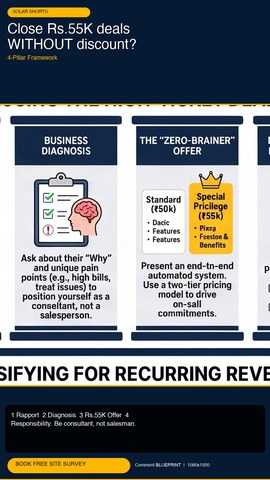 SOLAR SHORTS
Close Rs.55K deals
WITHOUT discount?
4-Pillar Framework
BUSINESS
DIAGNOSIS
Ask about their "Why"
and unique pain
points (e.g., high bills,
treat issues) to
position yourself as a
consultant, not a
salesperson.
THE "ZERO-BRAINER"
OFFER
Standard
(₹50k)
• Dacic
• Features
• Features
Special
Pricilege
(₹55k)
• Pixeg
• Freston &
Benefits
Present an end-tn-end
automated system.
Use a two-tier pricing
model to drive
on-sall
commitments.
SIFYING FOR RECURRING REVE
1 Rapport 2 Diagnosis 3 Rs.55K Offer 4
Responsibility. Be consultant, not salesman.
BOOK FREE SITE SURVEY
Comment BLUEPRINT | 1080x1920